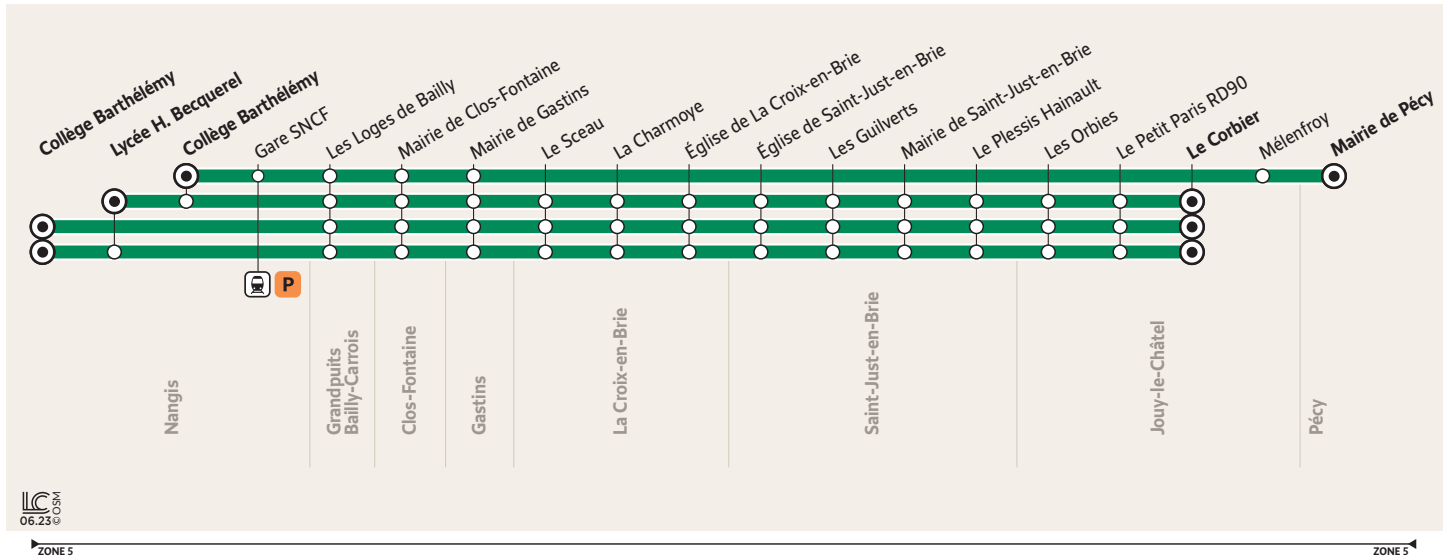 Collège Barthélémy
Lycée H. Becquerel
Collège Barthélémy
Gare SNCF
Les Loges de Bailly
Mairie de Clos-Fontaine
Mairie de Gastins
Le Sceau
La Charmoye
Église de La Croix-en-Brie
Église de Saint-Just-en-Brie
Les Guilverts
Mairie de Saint-Just-en-Brie
Le Plessis Hainault
Les Orbies
Le Petit Paris RD90
Le Corbier
Mélenfroy
Mairie de Pécy
P
Nangis
Grandpuits
Bailly-Carrois
Clos-Fontaine
Gastins
La Croix-en-Brie
Saint-Just-en-Brie
Jouy-le-Châtel
Pécy
LC
06.23 © OSM
ZONE 5
ZONE 5